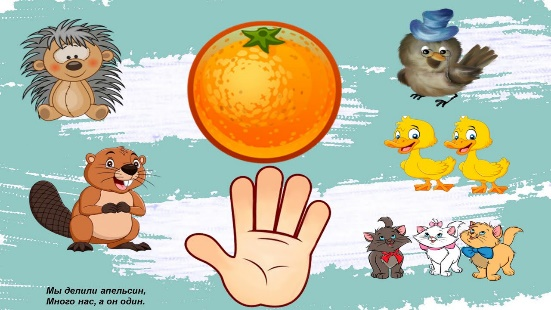 Мы делили апельсин,
Много нас, а он один.